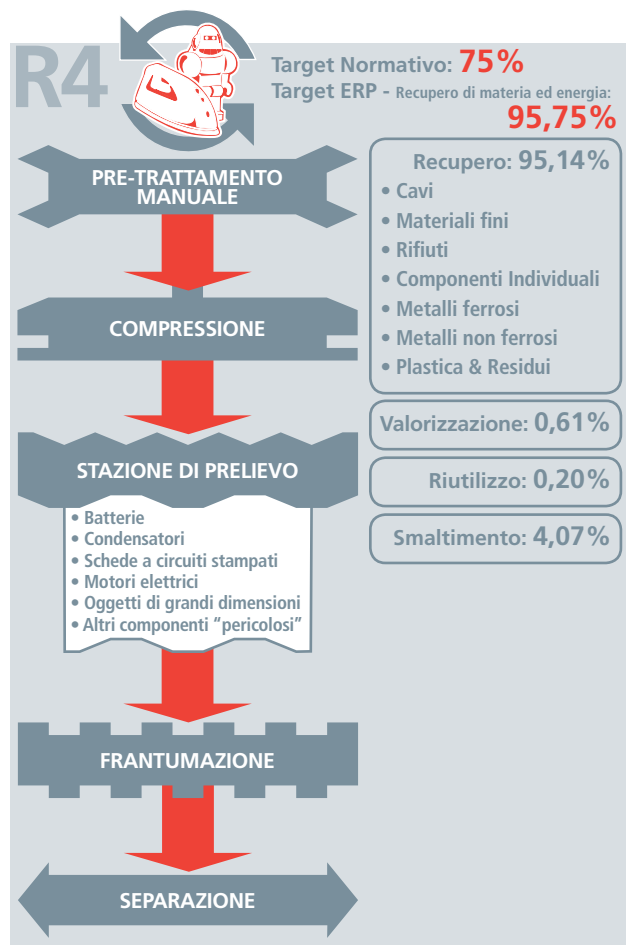 R4
Target Normativo: 75%
Target ERP - Recupero di materia ed energia:
95,75%
PRE-TRATTAMENTO
MANUALE
COMPRESSIONE
STAZIONE DI PRELIEVO
• Batterie
• Condensatori
• Schede a circuiti stampati
• Motori elettrici
• Oggetti di grandi dimensioni
• Altri componenti “pericolosi”
FRANTUMAZIONE
SEPARAZIONE
Recupero: 95,14%
• Cavi
• Materiali fini
• Rifiuti
• Componenti Individuali
• Metalli ferrosi
• Metalli non ferrosi
• Plastica & Residui
Valorizzazione: 0,61%
Riutilizzo: 0,20%
Smaltimento: 4,07%